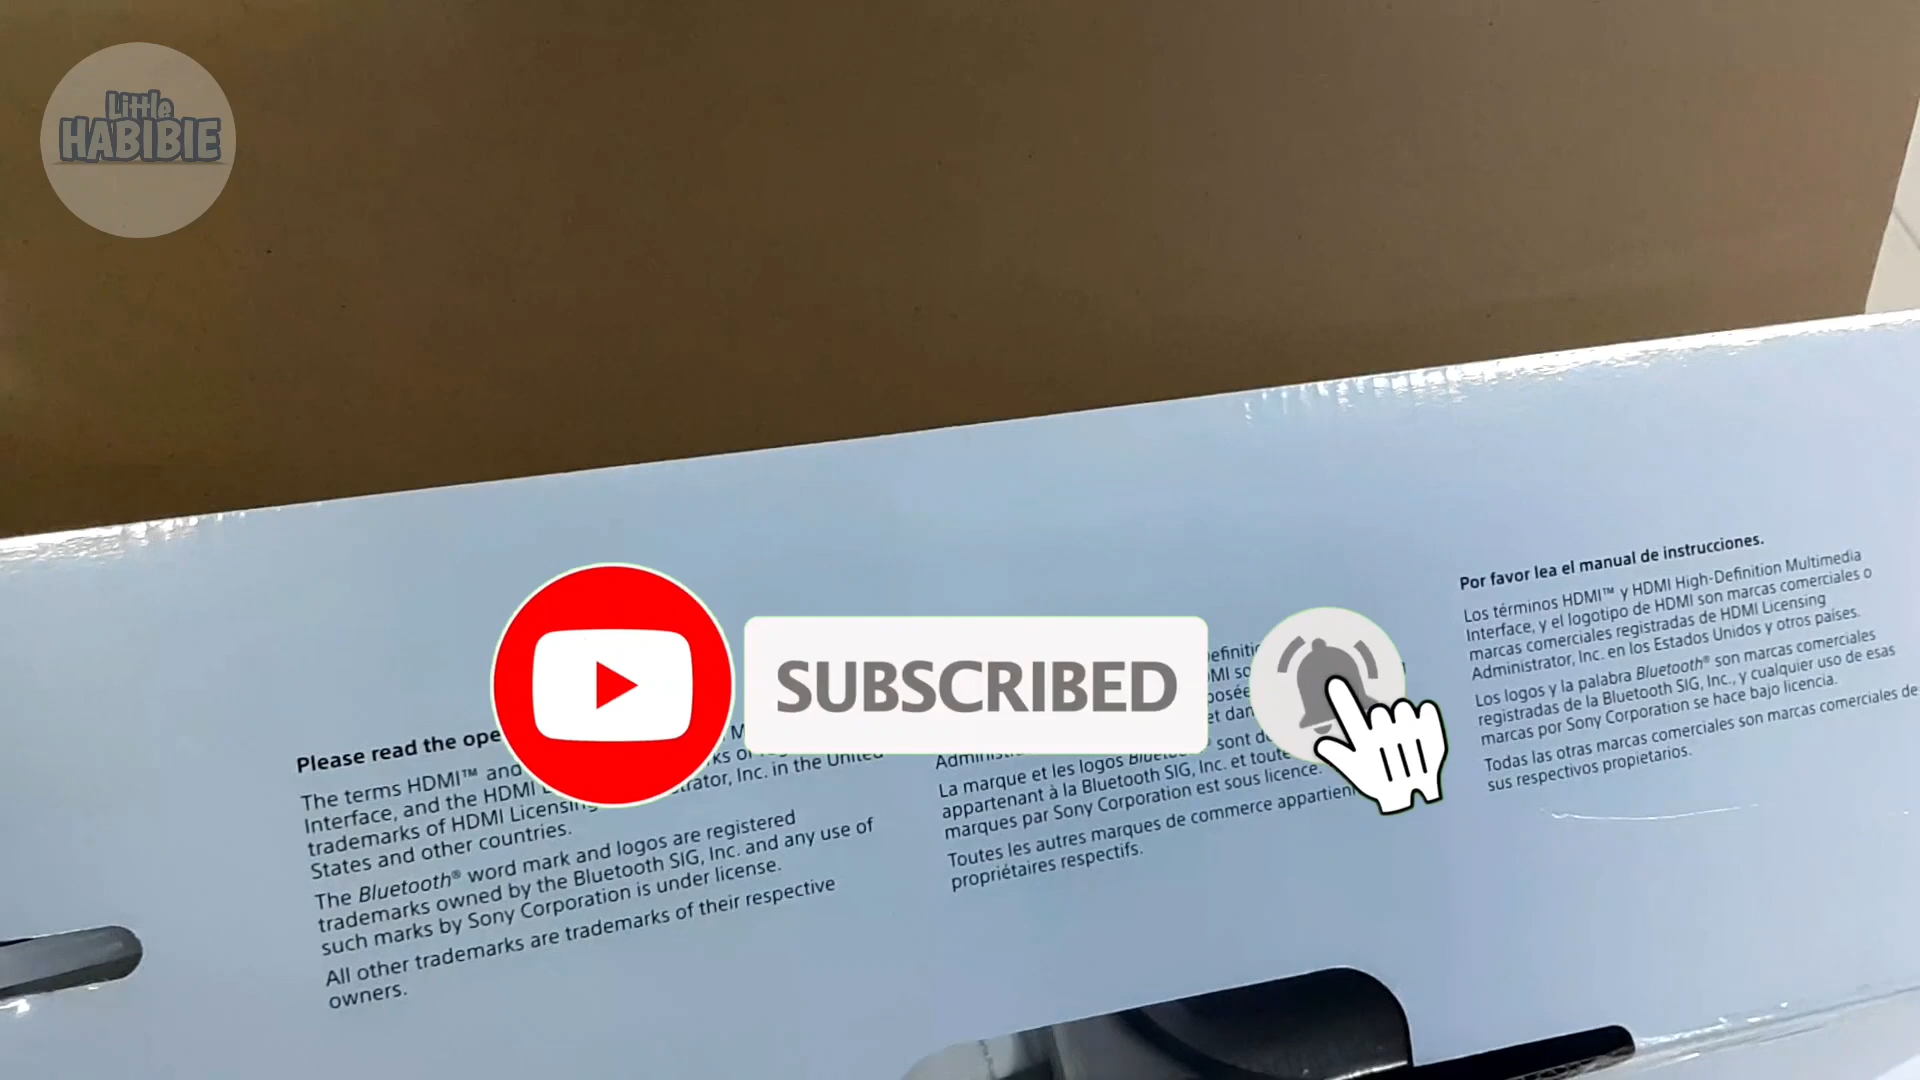 Little
HABIBIE
SUBSCRIBED
Please read the ope
The terms HDMI™ and
Interface, and the HDMI
trademarks of HDMI Licensing
trator, Inc. in the United
States and other countries.
The Bluetooth® word mark and logos are registered
trademarks owned by the Bluetooth SIG, Inc. and any use of
such marks by Sony Corporation is under license.
All other trademarks are trademarks of their respective
owners.
La marque et les logos sont
appartenant à la Bluetooth SIG, Inc. et toute
marques par Sony Corporation est sous licence.
Toutes les autres marques de commerce appartien
propriétaires respectifs.
Por favor lea el manual de instrucciones.
Los términos HDMI™ y HDMI High-Definition Multimedia
Interface, y el logotipo de HDMI son marcas comerciales o
marcas comerciales registradas de HDMI Licensing
Administrator, Inc. en los Estados Unidos y otros países.
Los logos y la palabra Bluetooth® son marcas comerciales
registradas de la Bluetooth SIG, Inc., y cualquier uso de esas
marcas por Sony Corporation se hace bajo licencia.
Todas las otras marcas comerciales son marcas comerciales de
sus respectivos propietarios.